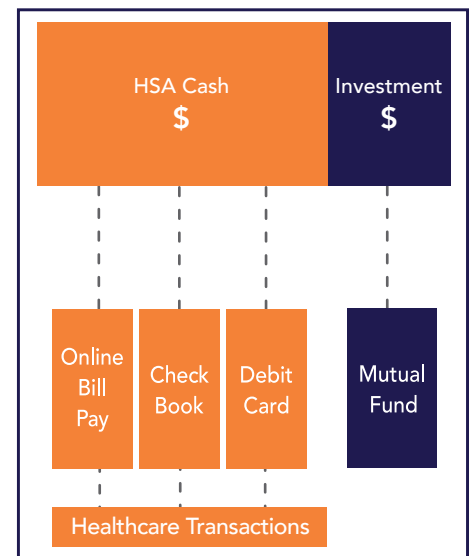 HSA Cash
$
Investment
$
Online
Bill
Pay
Check
Book
Debit
Card
Mutual
Fund
Healthcare Transactions